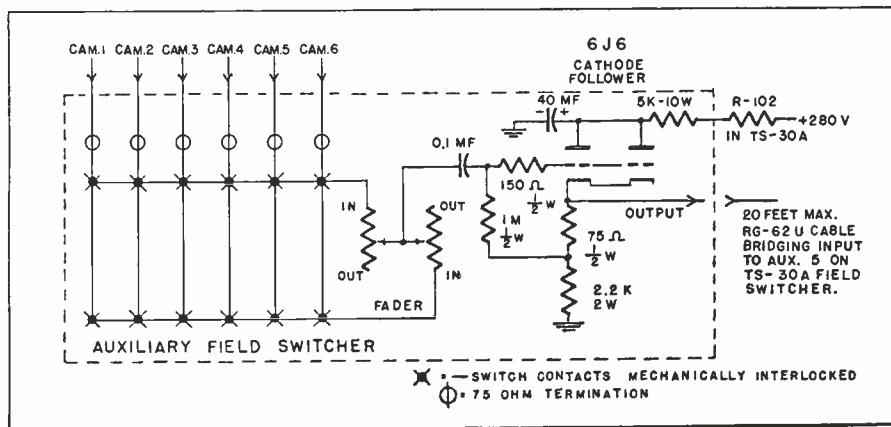 CAM.1 CAM.2 CAM.3 CAM.4 CAM.5 CAM.6
6J6
CATHODE
FOLLOWER
40 MF
- +
5K-10W
R-102
IN TS-30A
+280 V
0.1 MF
150 Ω
1/2 W
1 M
1/2 W
IN
OUT
OUT
IN
FADER
OUTPUT
75 Ω
1/2 W
2.2 K
2 W
20 FEET MAX.
RG-62 U CABLE
BRIDGING INPUT
TO AUX. 5 ON
TS-30A FIELD
SWITCHER.
AUXILIARY FIELD SWITCHER
= SWITCH CONTACTS MECHANICALLY INTERLOCKED
= 75 OHM TERMINATION